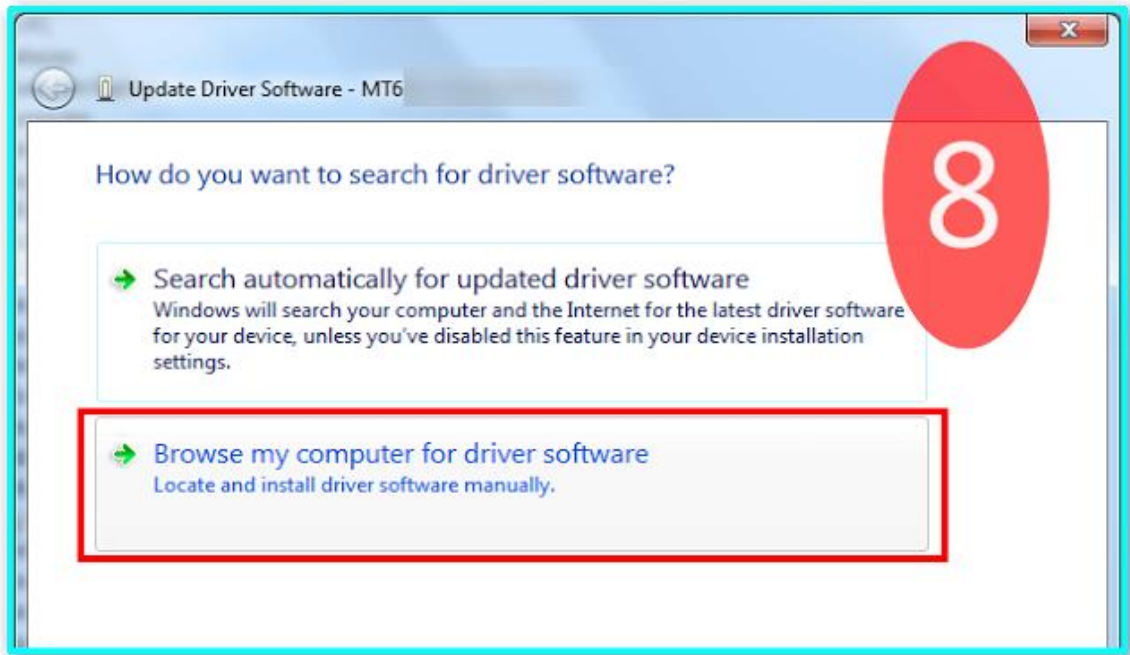 Update Driver Software - MT6
8
How do you want to search for driver software?
Search automatically for updated driver software
Windows will search your computer and the Internet for the latest driver software
for your device, unless you've disabled this feature in your device installation
settings.
Browse my computer for driver software
Locate and install driver software manually.